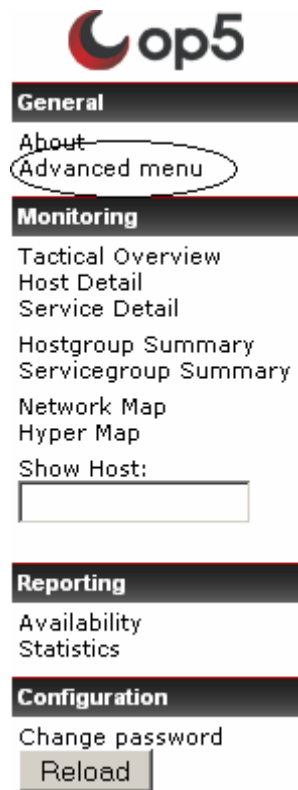 op5
General
About
Advanced menu
Monitoring
Tactical Overview
Host Detail
Service Detail
Hostgroup Summary
Servicegroup Summary
Network Map
Hyper Map
Show Host:
Reporting
Availability
Statistics
Configuration
Change password
Reload